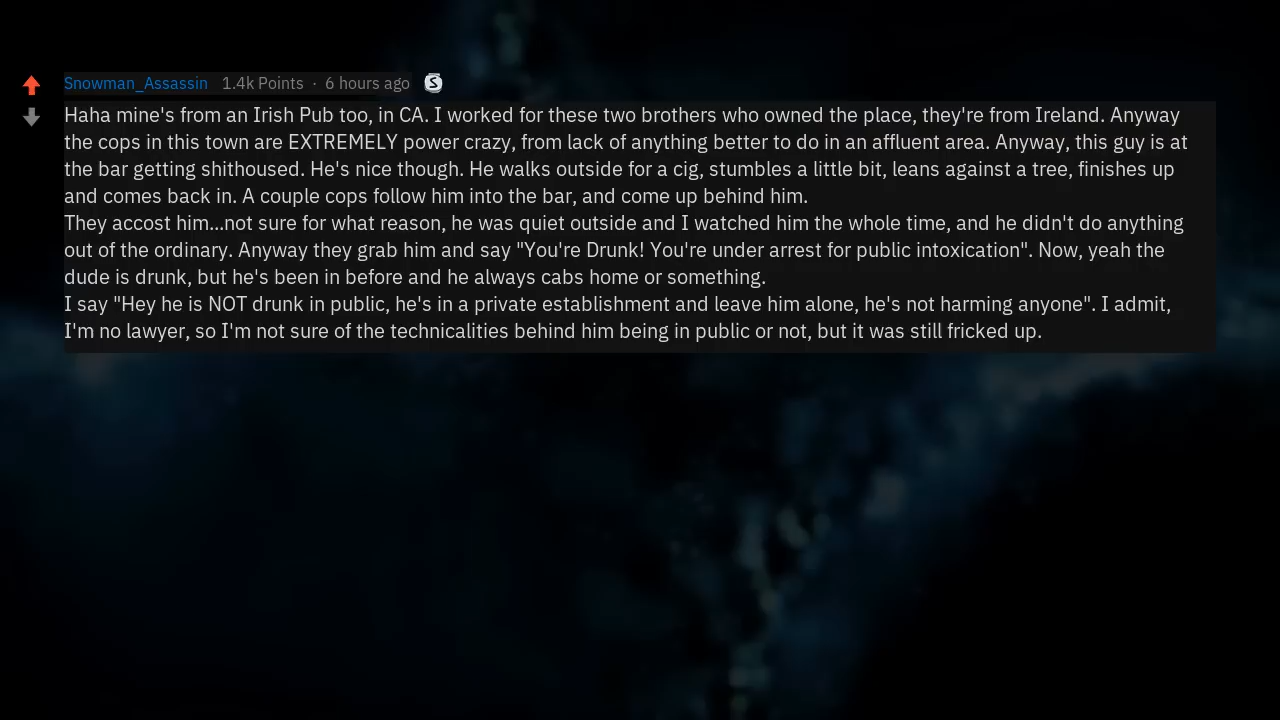 Snowman_Assassin 1.4k Points · 6 hours ago S
Haha mine's from an Irish Pub too, in CA. I worked for these two brothers who owned the place, they're from Ireland. Anyway
the cops in this town are EXTREMELY power crazy, from lack of anything better to do in an affluent area. Anyway, this guy is at
the bar getting shithoused. He's nice though. He walks outside for a cig, stumbles a little bit, leans against a tree, finishes up
and comes back in. A couple cops follow him into the bar, and come up behind him.
They accost him...not sure for what reason, he was quiet outside and I watched him the whole time, and he didn't do anything
out of the ordinary. Anyway they grab him and say "You're Drunk! You're under arrest for public intoxication". Now, yeah the
dude is drunk, but he's been in before and he always cabs home or something.
I say "Hey he is NOT drunk in public, he's in a private establishment and leave him alone, he's not harming anyone". I admit,
I'm no lawyer, so I'm not sure of the technicalities behind him being in public or not, but it was still fricked up.